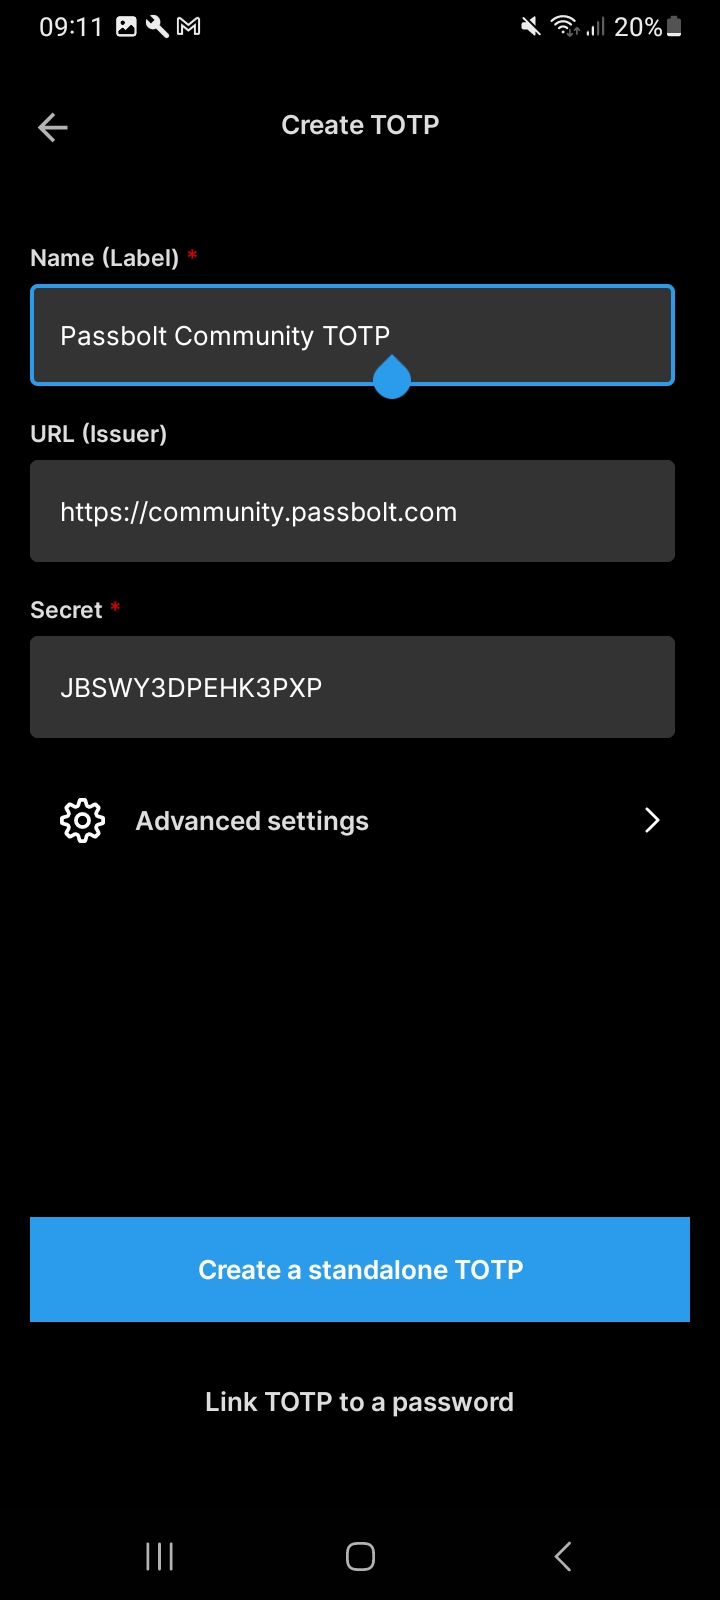 09:11 20%
Create TOTP
Name (Label) *
Passbolt Community TOTP
URL (Issuer)
https://community.passbolt.com
Secret *
JBSWY3DPEHK3PXP
Advanced settings
Create a standalone TOTP
Link TOTP to a password